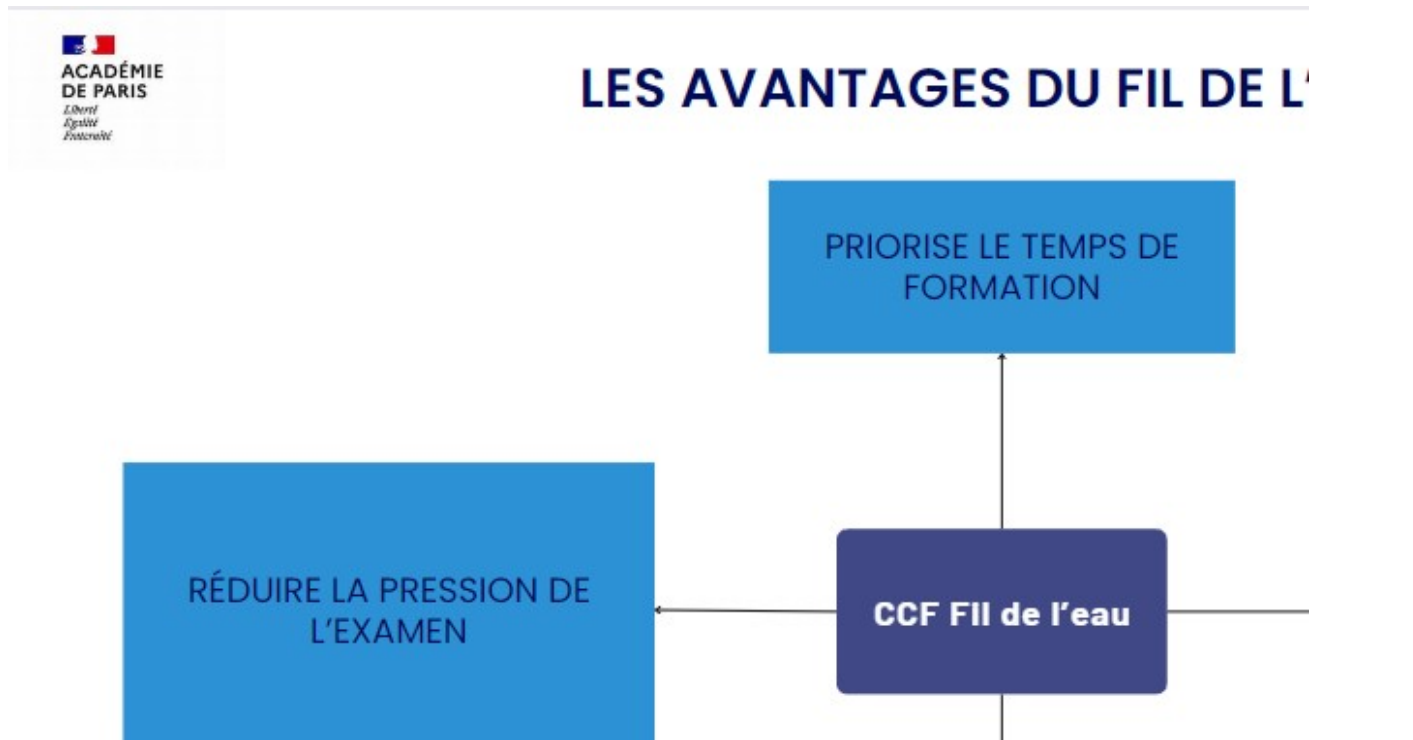 ACADÉMIE
DE PARIS
Liberté
Égalité
Fraternité
LES AVANTAGES DU FIL DE L'
PRIORISE LE TEMPS DE
FORMATION
RÉDUIRE LA PRESSION DE
L'EXAMEN
CCF Fil de l'eau